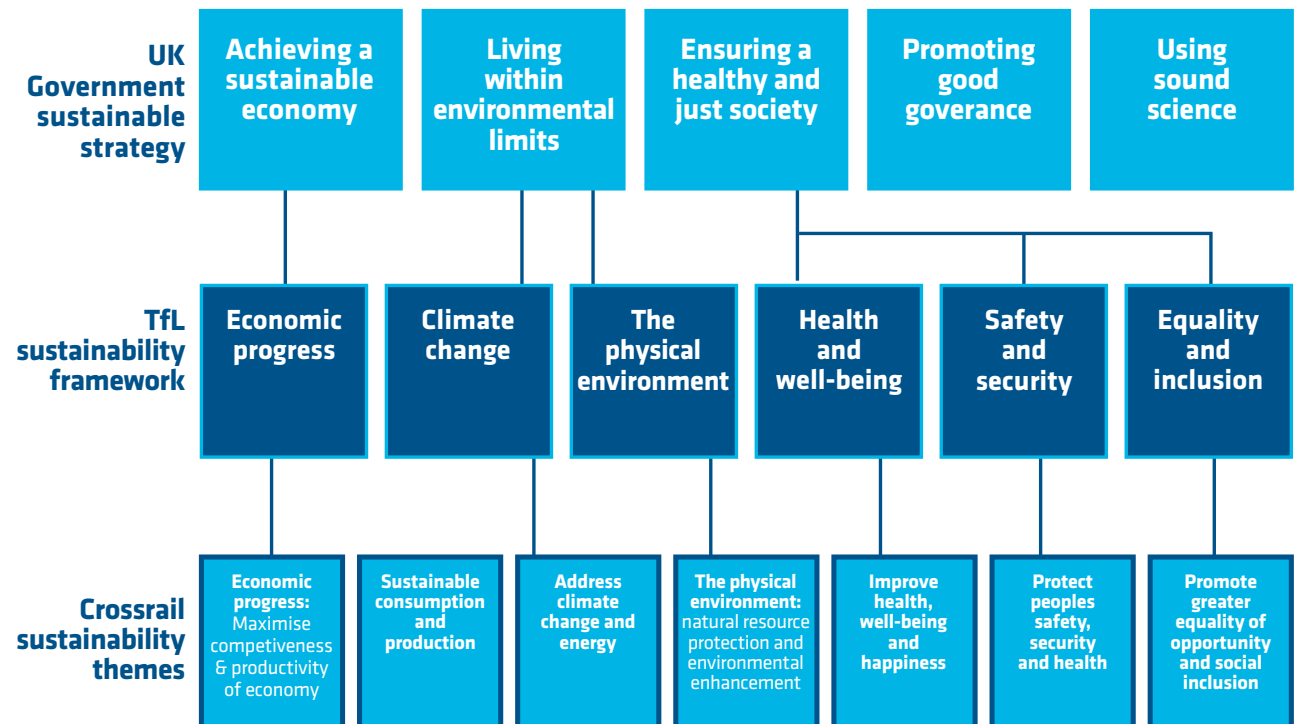 UK
Government
sustainable
strategy
Achieving a
sustainable
economy
Living
within
environmental
limits
Ensuring a
healthy and
just society
Promoting
good
goverance
Using
sound
science
TfL
sustainability
framework
Economic
progress
Climate
change
The
physical
environment
Health
and
well-being
Safety
and
security
Equality
and
inclusion
Crossrail
sustainability
themes
Economic
progress:
Maximise
competiveness
& productivity
of economy
Sustainable
consumption
and
production
Address
climate
change and
energy
The physical
environment:
natural resource
protection and
environmental
enhancement
Improve
health,
well-being
and
happiness
Protect
peoples
safety,
security
and health
Promote
greater
equality of
opportunity
and social
inclusion